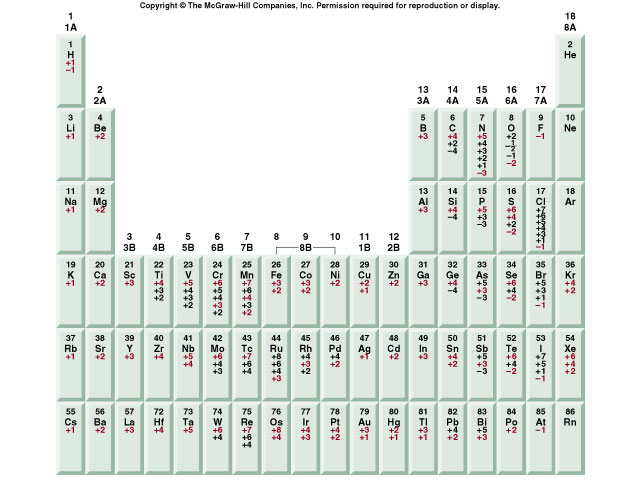 Copyright © The McGraw-Hill Companies, Inc. Permission required for reproduction or display.
1 18
1A 8A
1 2
H He
+1
−1
2 13 14 15 16 17
2A 3A 4A 5A 6A 7A
3 4 5 6 7 8 9 10
Li Be B C N O F Ne
+1 +2 +3 +4 +5 +2 −1
+2 +4 −1/2
−4 +3 −1
+2 −2
+1
−3
11 12 13 14 15 16 17 18
Na Mg Al Si P S Cl Ar
+1 +2 +3 +4 +5 +6 +7
−4 +3 +4 +6
−3 +2 +5
−2 +4
+3
+1
−1
3 4 5 6 7 8 9 10 11 12
3B 4B 5B 6B 7B 8B 1B 2B
19 20 21 22 23 24 25 26 27 28 29 30 31 32 33 34 35 36
K Ca Sc Ti V Cr Mn Fe Co Ni Cu Zn Ga Ge As Se Br Kr
+1 +2 +3 +4 +5 +6 +7 +3 +3 +2 +2 +2 +3 +4 +5 +6 +5 +4
+3 +4 +5 +6 +2 +2 +1 −4 +3 +4 +3 +2
+2 +3 +4 +4 −3 −2 +1
+2 +3 +3 −1
+2 +2
37 38 39 40 41 42 43 44 45 46 47 48 49 50 51 52 53 54
Rb Sr Y Zr Nb Mo Tc Ru Rh Pd Ag Cd In Sn Sb Te I Xe
+1 +2 +3 +4 +5 +6 +7 +8 +4 +4 +1 +2 +3 +4 +5 +6 +7 +6
+4 +4 +6 +6 +3 +2 +2 +3 +4 +5 +4
+3 +4 +4 +2 −3 −2 +1 +2
+3 −1
55 56 57 72 73 74 75 76 77 78 79 80 81 82 83 84 85 86
Cs Ba La Hf Ta W Re Os Ir Pt Au Hg Tl Pb Bi Po At Rn
+1 +2 +3 +4 +5 +6 +7 +8 +4 +4 +3 +2 +3 +4 +5 +2 −1
+4 +6 +4 +3 +2 +1 +1 +1 +2 +3
+4